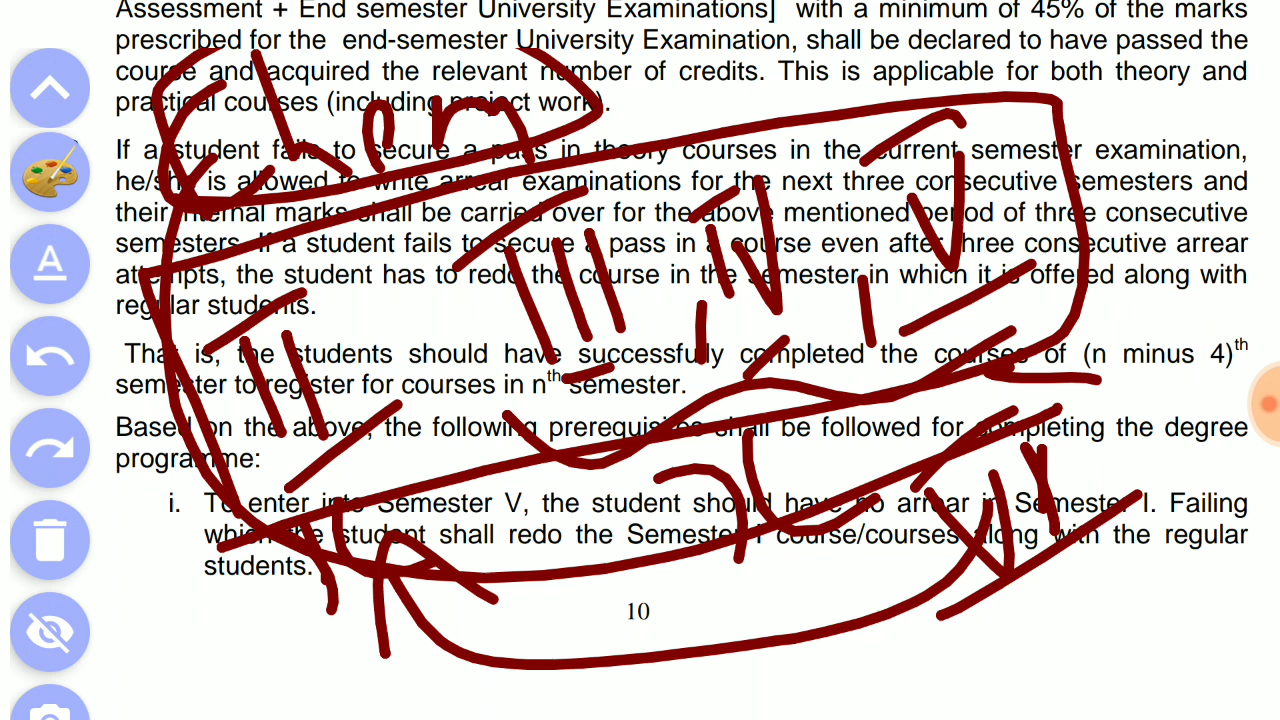 Assessment + End semester University Examinations] with a minimum of 45% of the marks
prescribed for the end-semester University Examination, shall be declared to have passed the
course and acquired the relevant number of credits. This is applicable for both theory and
practical courses (including project work).
If a student fails to secure a pass in theory courses in the current semester examination,
he/she is allowed to write arrear examinations for the next three consecutive semesters and
their internal marks shall be carried over for the above mentioned period of three consecutive
semesters. If a student fails to secure a pass in a course even after three consecutive arrear
attempts, the student has to redo the course in the semester in which it is offered along with
regular students.
That is, the students should have successfully completed the courses of (n minus 4)th
semester to register for courses in nth semester.
Based on the above, the following prerequisites shall be followed for completing the degree
programme:
i. To enter into Semester V, the student should have no arrear in Semester I. Failing
which the student shall redo the Semester I course/courses along with the regular
students.
10
III
IV
V
II